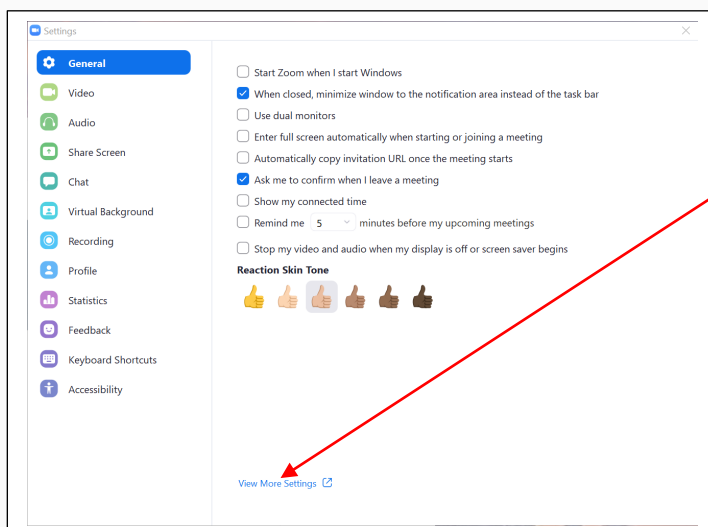 Settings
General
Video
Audio
Share Screen
Chat
Virtual Background
Recording
Profile
Statistics
Feedback
Keyboard Shortcuts
Accessibility
Start Zoom when I start Windows
When closed, minimize window to the notification area instead of the task bar
Use dual monitors
Enter full screen automatically when starting or joining a meeting
Automatically copy invitation URL once the meeting starts
Ask me to confirm when I leave a meeting
Show my connected time
Remind me 5 minutes before my upcoming meetings
Stop my video and audio when my display is off or screen saver begins
Reaction Skin Tone
View More Settings